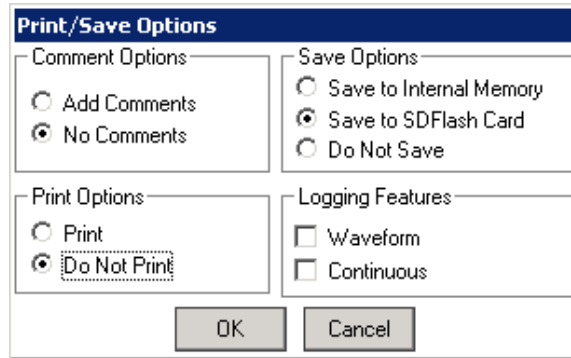 Print/Save Options
Comment Options
Add Comments
No Comments
Save Options
Save to Internal Memory
Save to SDFlash Card
Do Not Save
Print Options
Print
Do Not Print
Logging Features
Waveform
Continuous
OK
Cancel